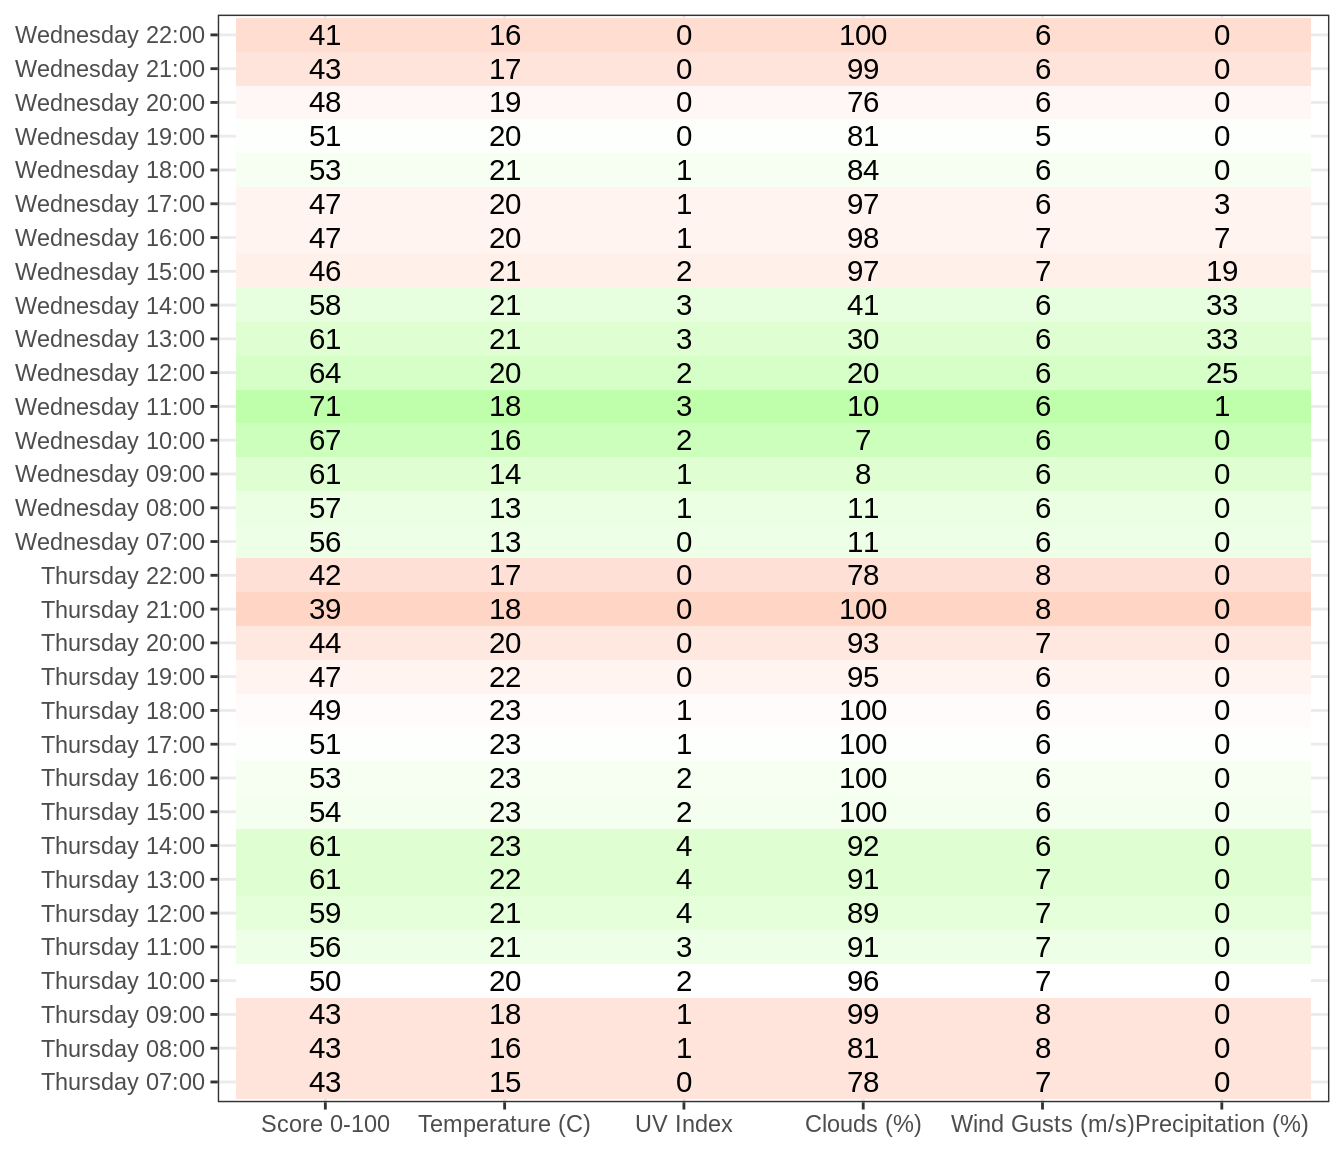 Wednesday 22:00 41 16 0 100 6 0
Wednesday 21:00 43 17 0 99 6 0
Wednesday 20:00 48 19 0 76 6 0
Wednesday 19:00 51 20 0 81 5 0
Wednesday 18:00 53 21 1 84 6 0
Wednesday 17:00 47 20 1 97 6 3
Wednesday 16:00 47 20 1 98 7 7
Wednesday 15:00 46 21 2 97 7 19
Wednesday 14:00 58 21 3 41 6 33
Wednesday 13:00 61 21 3 30 6 33
Wednesday 12:00 64 20 2 20 6 25
Wednesday 11:00 71 18 3 10 6 1
Wednesday 10:00 67 16 2 7 6 0
Wednesday 09:00 61 14 1 8 6 0
Wednesday 08:00 57 13 1 11 6 0
Wednesday 07:00 56 13 0 11 6 0
Thursday 22:00 42 17 0 78 8 0
Thursday 21:00 39 18 0 100 8 0
Thursday 20:00 44 20 0 93 7 0
Thursday 19:00 47 22 0 95 6 0
Thursday 18:00 49 23 1 100 6 0
Thursday 17:00 51 23 1 100 6 0
Thursday 16:00 53 23 2 100 6 0
Thursday 15:00 54 23 2 100 6 0
Thursday 14:00 61 23 4 92 6 0
Thursday 13:00 61 22 4 91 7 0
Thursday 12:00 59 21 4 89 7 0
Thursday 11:00 56 21 3 91 7 0
Thursday 10:00 50 20 2 96 7 0
Thursday 09:00 43 18 1 99 8 0
Thursday 08:00 43 16 1 81 8 0
Thursday 07:00 43 15 0 78 7 0
Score 0-100 Temperature (C) UV Index Clouds (%) Wind Gusts (m/s) Precipitation (%)